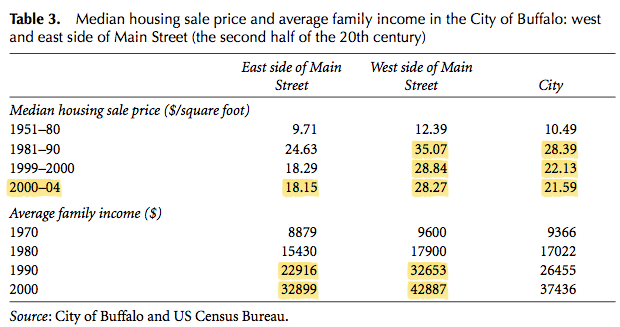 Table 3. Median housing sale price and average family income in the City of Buffalo: west
and east side of Main Street (the second half of the 20th century)
East side of Main Street West side of Main Street City
Median housing sale price ($/square foot)
1951–80 9.71 12.39 10.49
1981–90 24.63 35.07 28.39
1999–2000 18.29 28.84 22.13
2000–04 18.15 28.27 21.59
Average family income ($)
1970 8879 9600 9366
1980 15430 17900 17022
1990 22916 32653 26455
2000 32899 42887 37436
Source: City of Buffalo and US Census Bureau.